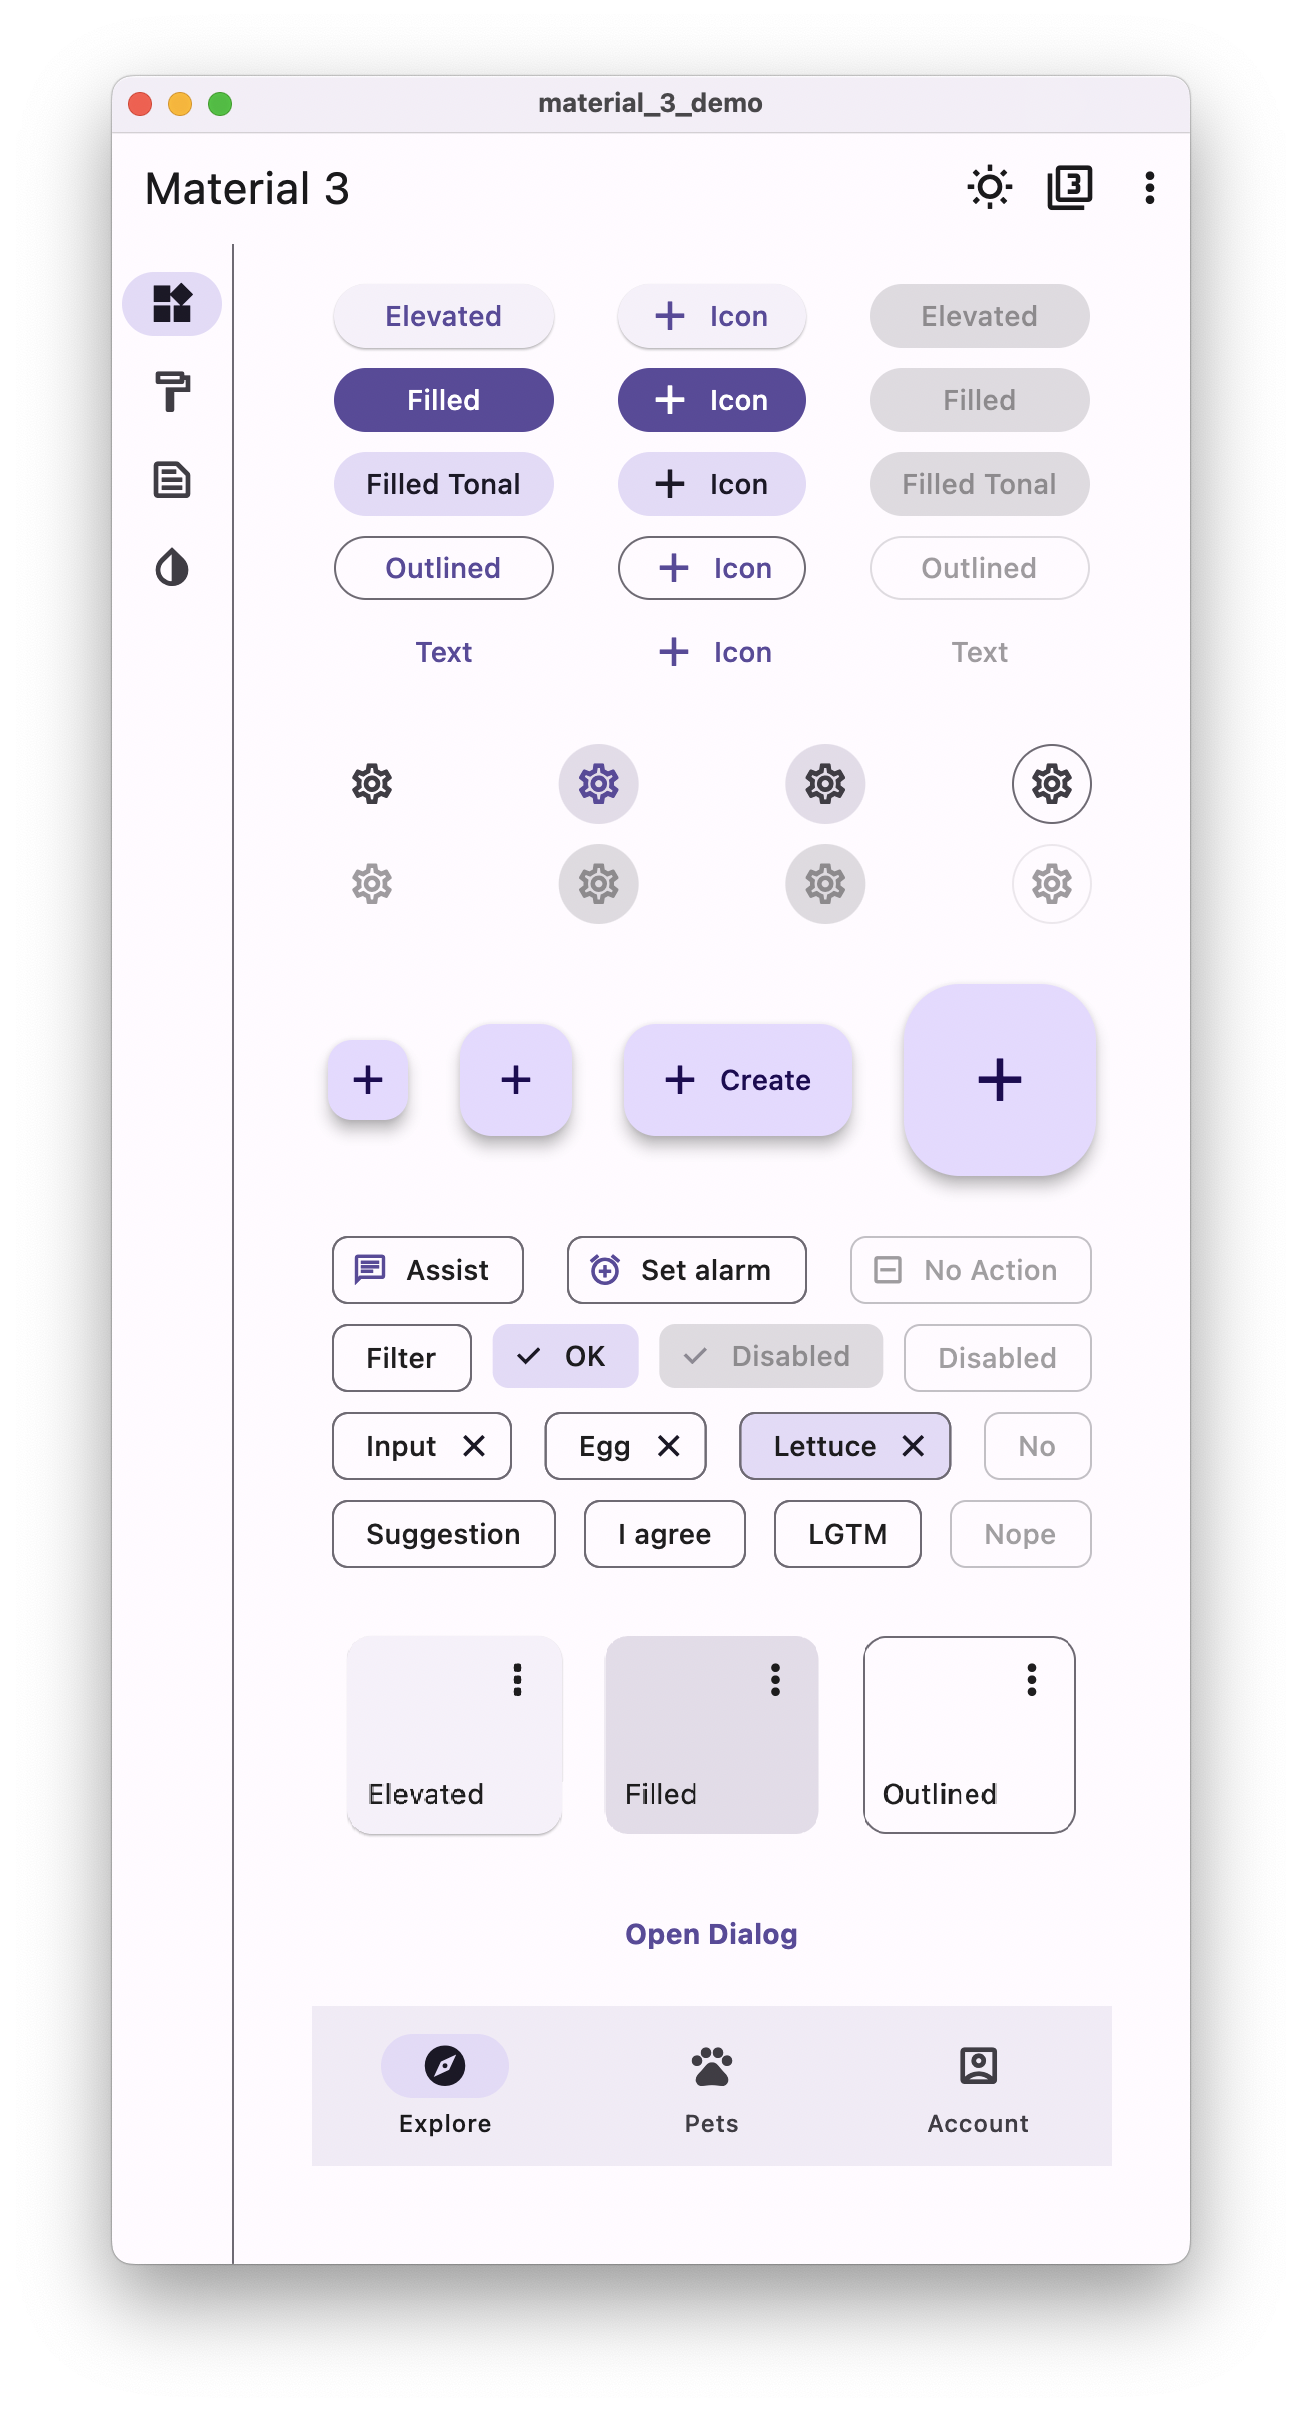 material_3_demo
Material 3
3
Elevated
Icon
Elevated
Filled
Icon
Filled
Filled Tonal
Icon
Filled Tonal
Outlined
Icon
Outlined
Text
Icon
Text
Create
Assist
Set alarm
No Action
Filter
OK
Disabled
Disabled
Input
Egg
Lettuce
No
Suggestion
I agree
LGTM
Nope
Elevated
Filled
Outlined
Open Dialog
Explore
Pets
Account